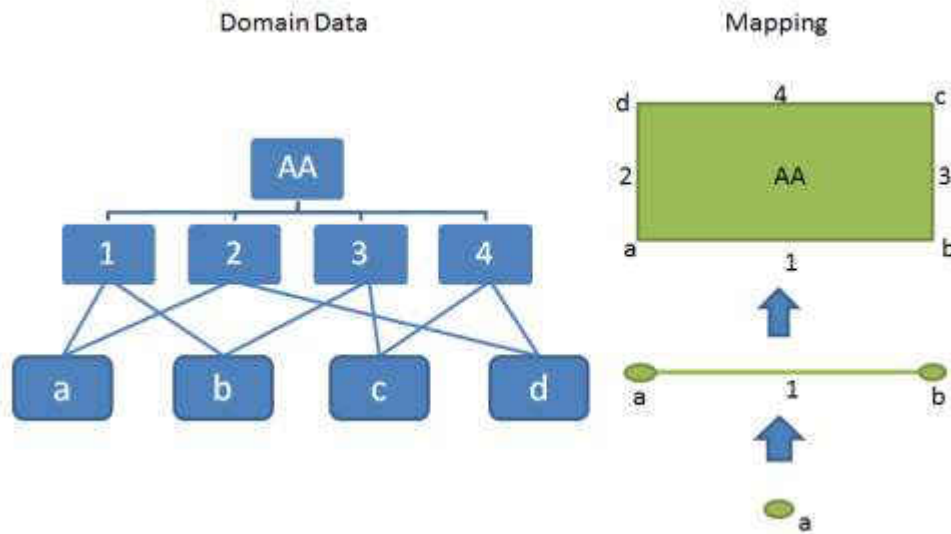 Domain Data
Mapping
AA
1 2 3 4
a b c d
d 4 c
2 AA 3
a 1 b
a 1 b
a